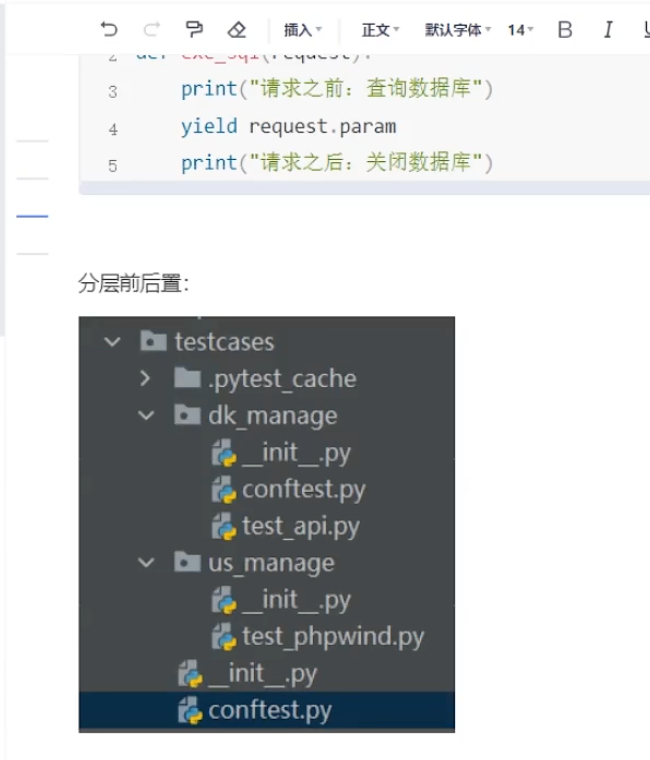 插入 正文 默认字体 14 B I U
2 def exe_sql(request):
3 print("请求之前：查询数据库")
4 yield request.param
5 print("请求之后：关闭数据库")
分层前后置：
testcases
.pytest_cache
dk_manage
__init__.py
conftest.py
test_api.py
us_manage
__init__.py
test_phpwind.py
__init__.py
conftest.py